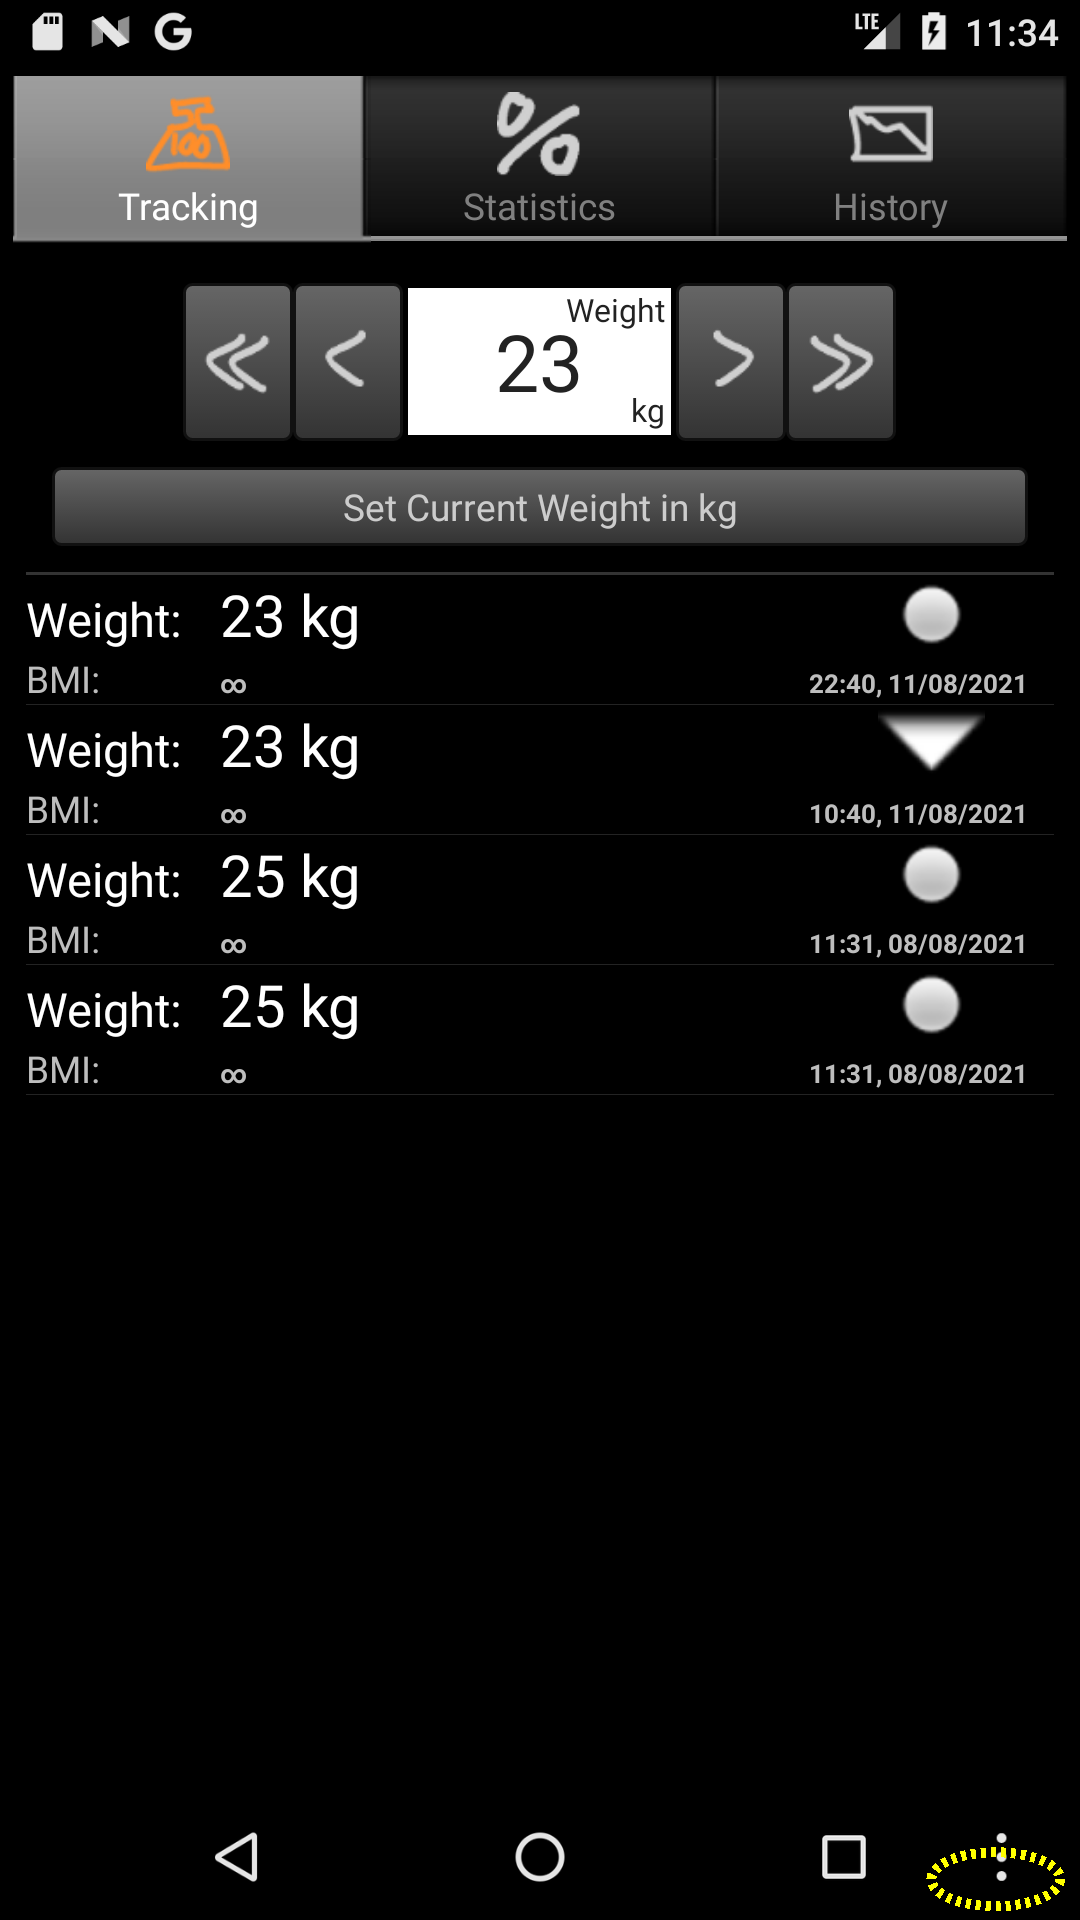 LTE 11:34
100
Tracking
Statistics
History
Weight
23
kg
Set Current Weight in kg
Weight: 23 kg
BMI: ∞ 22:40, 11/08/2021
Weight: 23 kg
BMI: ∞ 10:40, 11/08/2021
Weight: 25 kg
BMI: ∞ 11:31, 08/08/2021
Weight: 25 kg
BMI: ∞ 11:31, 08/08/2021